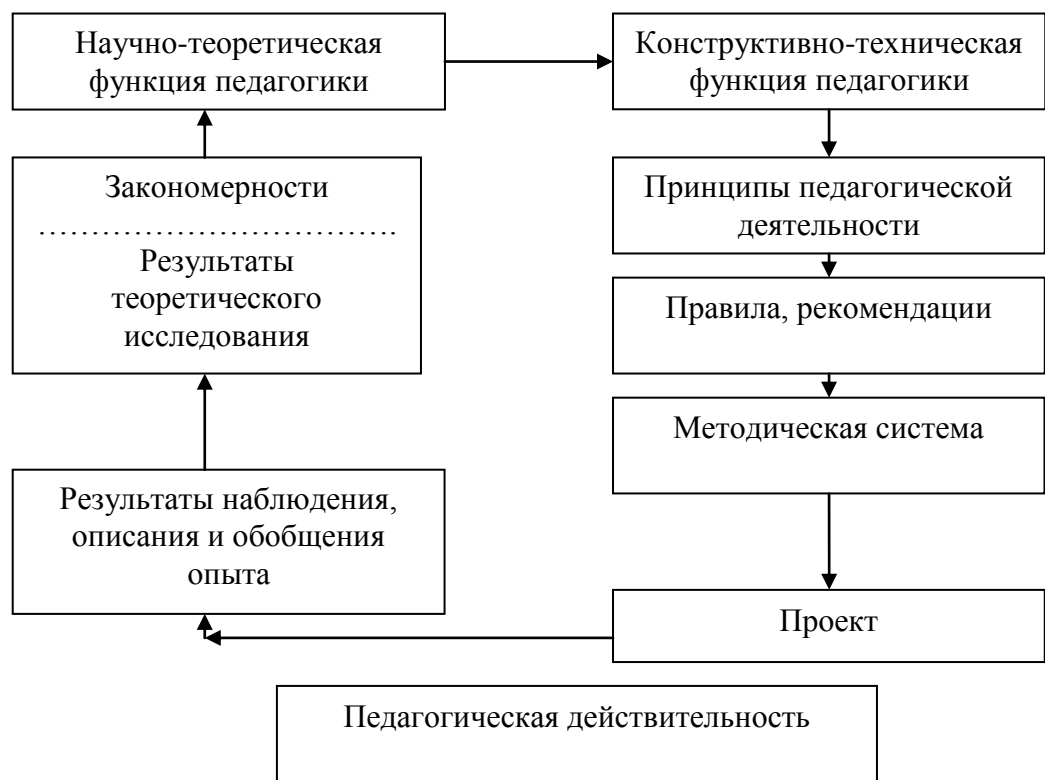 Научно-теоретическая
функция педагогики
Конструктивно-техническая
функция педагогики
Закономерности
……………………………….
Результаты
теоретического
исследования
Принципы педагогической
деятельности
Правила, рекомендации
Методическая система
Результаты наблюдения,
описания и обобщения
опыта
Проект
Педагогическая действительность